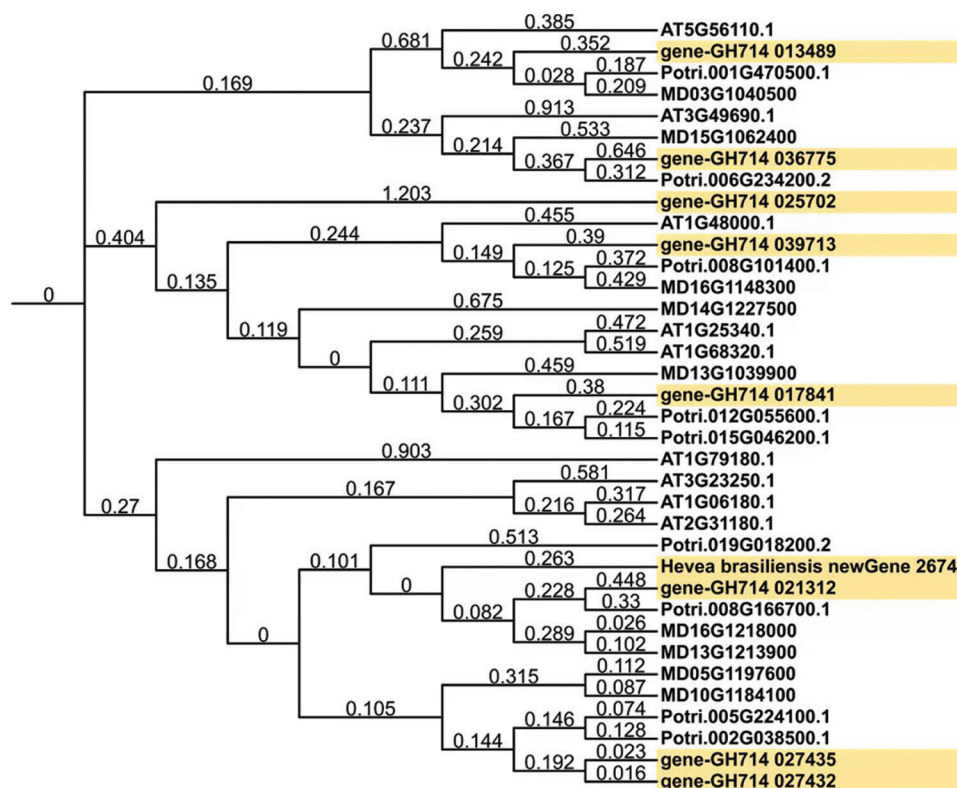 0.385
AT5G56110.1
0.681
0.352
gene-GH714 013489
0.242
0.187
Potri.001G470500.1
0.028
0.169
0.209
MD03G1040500
0.913
AT3G49690.1
0.237
0.533
MD15G1062400
0.214
0.646
gene-GH714 036775
0.367
0.312
Potri.006G234200.2
1.203
gene-GH714 025702
0.455
AT1G48000.1
0.404
0.244
0.39
gene-GH714 039713
0.149
0.372
Potri.008G101400.1
0.125
0.135
0.429
MD16G1148300
0
0.675
MD14G1227500
0.119
0.472
AT1G25340.1
0.259
0.519
AT1G68320.1
0
0.459
MD13G1039900
0.111
0.38
gene-GH714 017841
0.302
0.224
Potri.012G055600.1
0.167
0.115
Potri.015G046200.1
0.903
AT1G79180.1
0.581
AT3G23250.1
0.167
0.317
AT1G06180.1
0.27
0.216
0.264
AT2G31180.1
0.513
Potri.019G018200.2
0.168
0.101
0.263
Hevea brasiliensis newGene 2674
0
0.448
gene-GH714 021312
0.228
0.33
Potri.008G166700.1
0.082
0.026
MD16G1218000
0
0.289
0.102
MD13G1213900
0.112
MD05G1197600
0.315
0.087
MD10G1184100
0.105
0.074
Potri.005G224100.1
0.146
0.128
Potri.002G038500.1
0.144
0.023
gene-GH714 027435
0.192
0.016
gene-GH714 027432